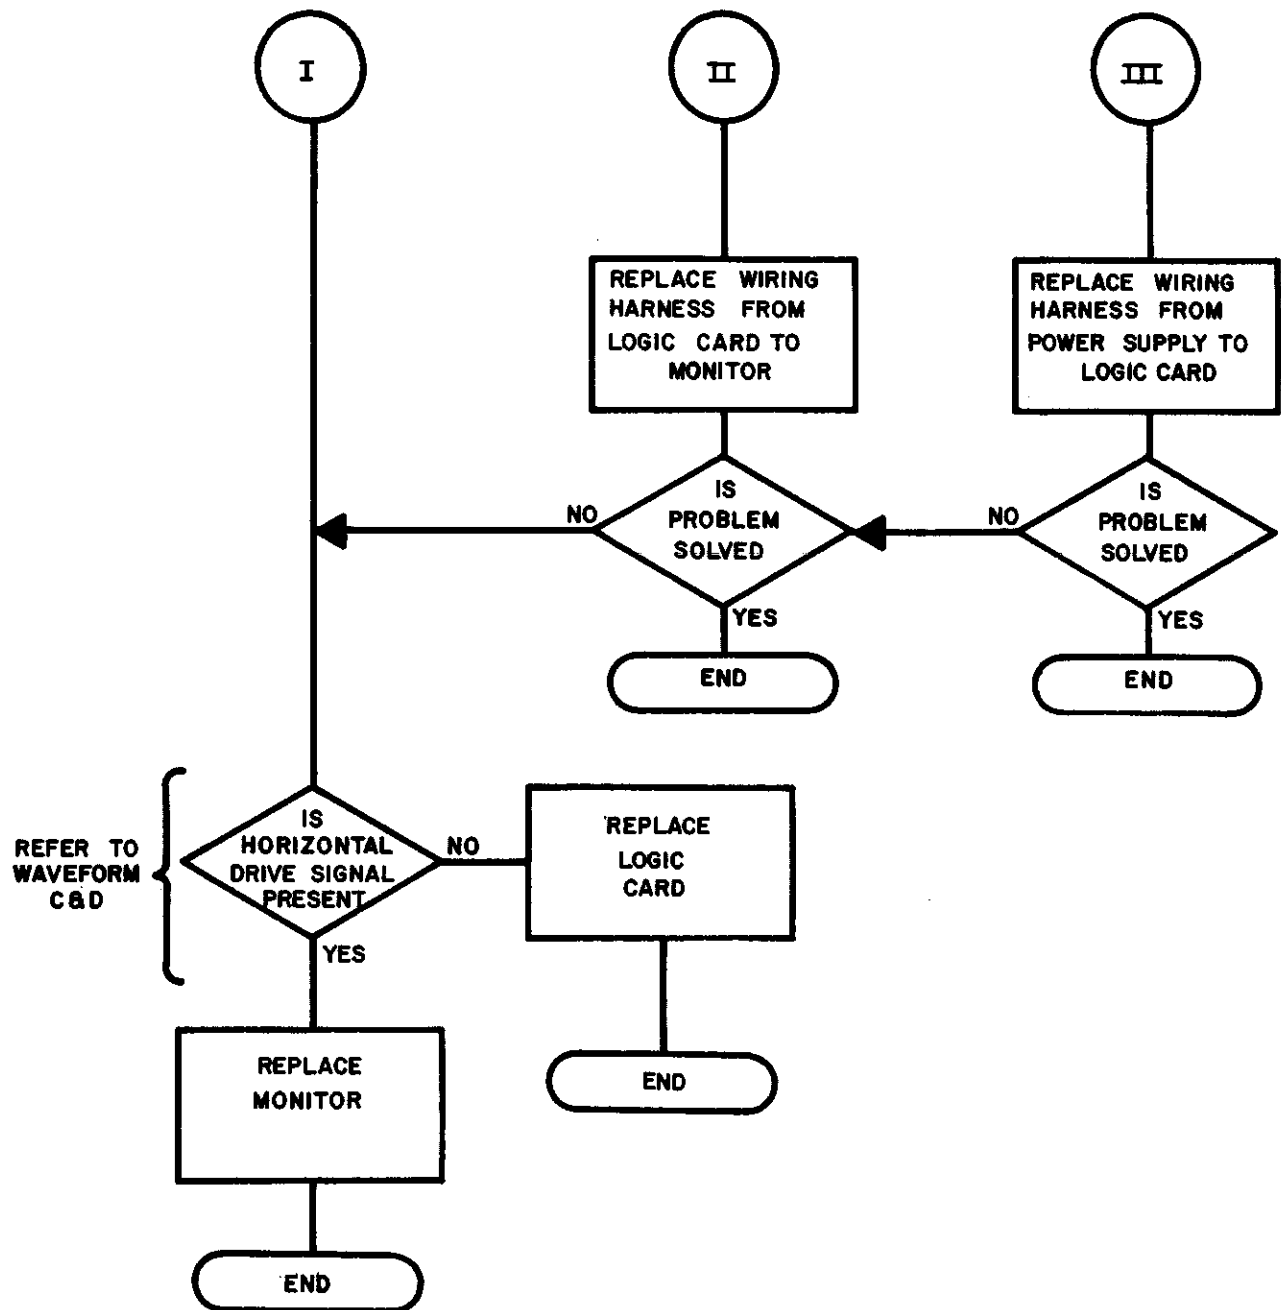 I
II
III
REPLACE WIRING
HARNESS FROM
LOGIC CARD TO
MONITOR
REPLACE WIRING
HARNESS FROM
POWER SUPPLY TO
LOGIC CARD
NO
IS
PROBLEM
SOLVED
YES
END
NO
IS
PROBLEM
SOLVED
YES
END
REFER TO
WAVEFORM
C&D
IS
HORIZONTAL
DRIVE SIGNAL
PRESENT
NO
YES
REPLACE
LOGIC
CARD
END
REPLACE
MONITOR
END